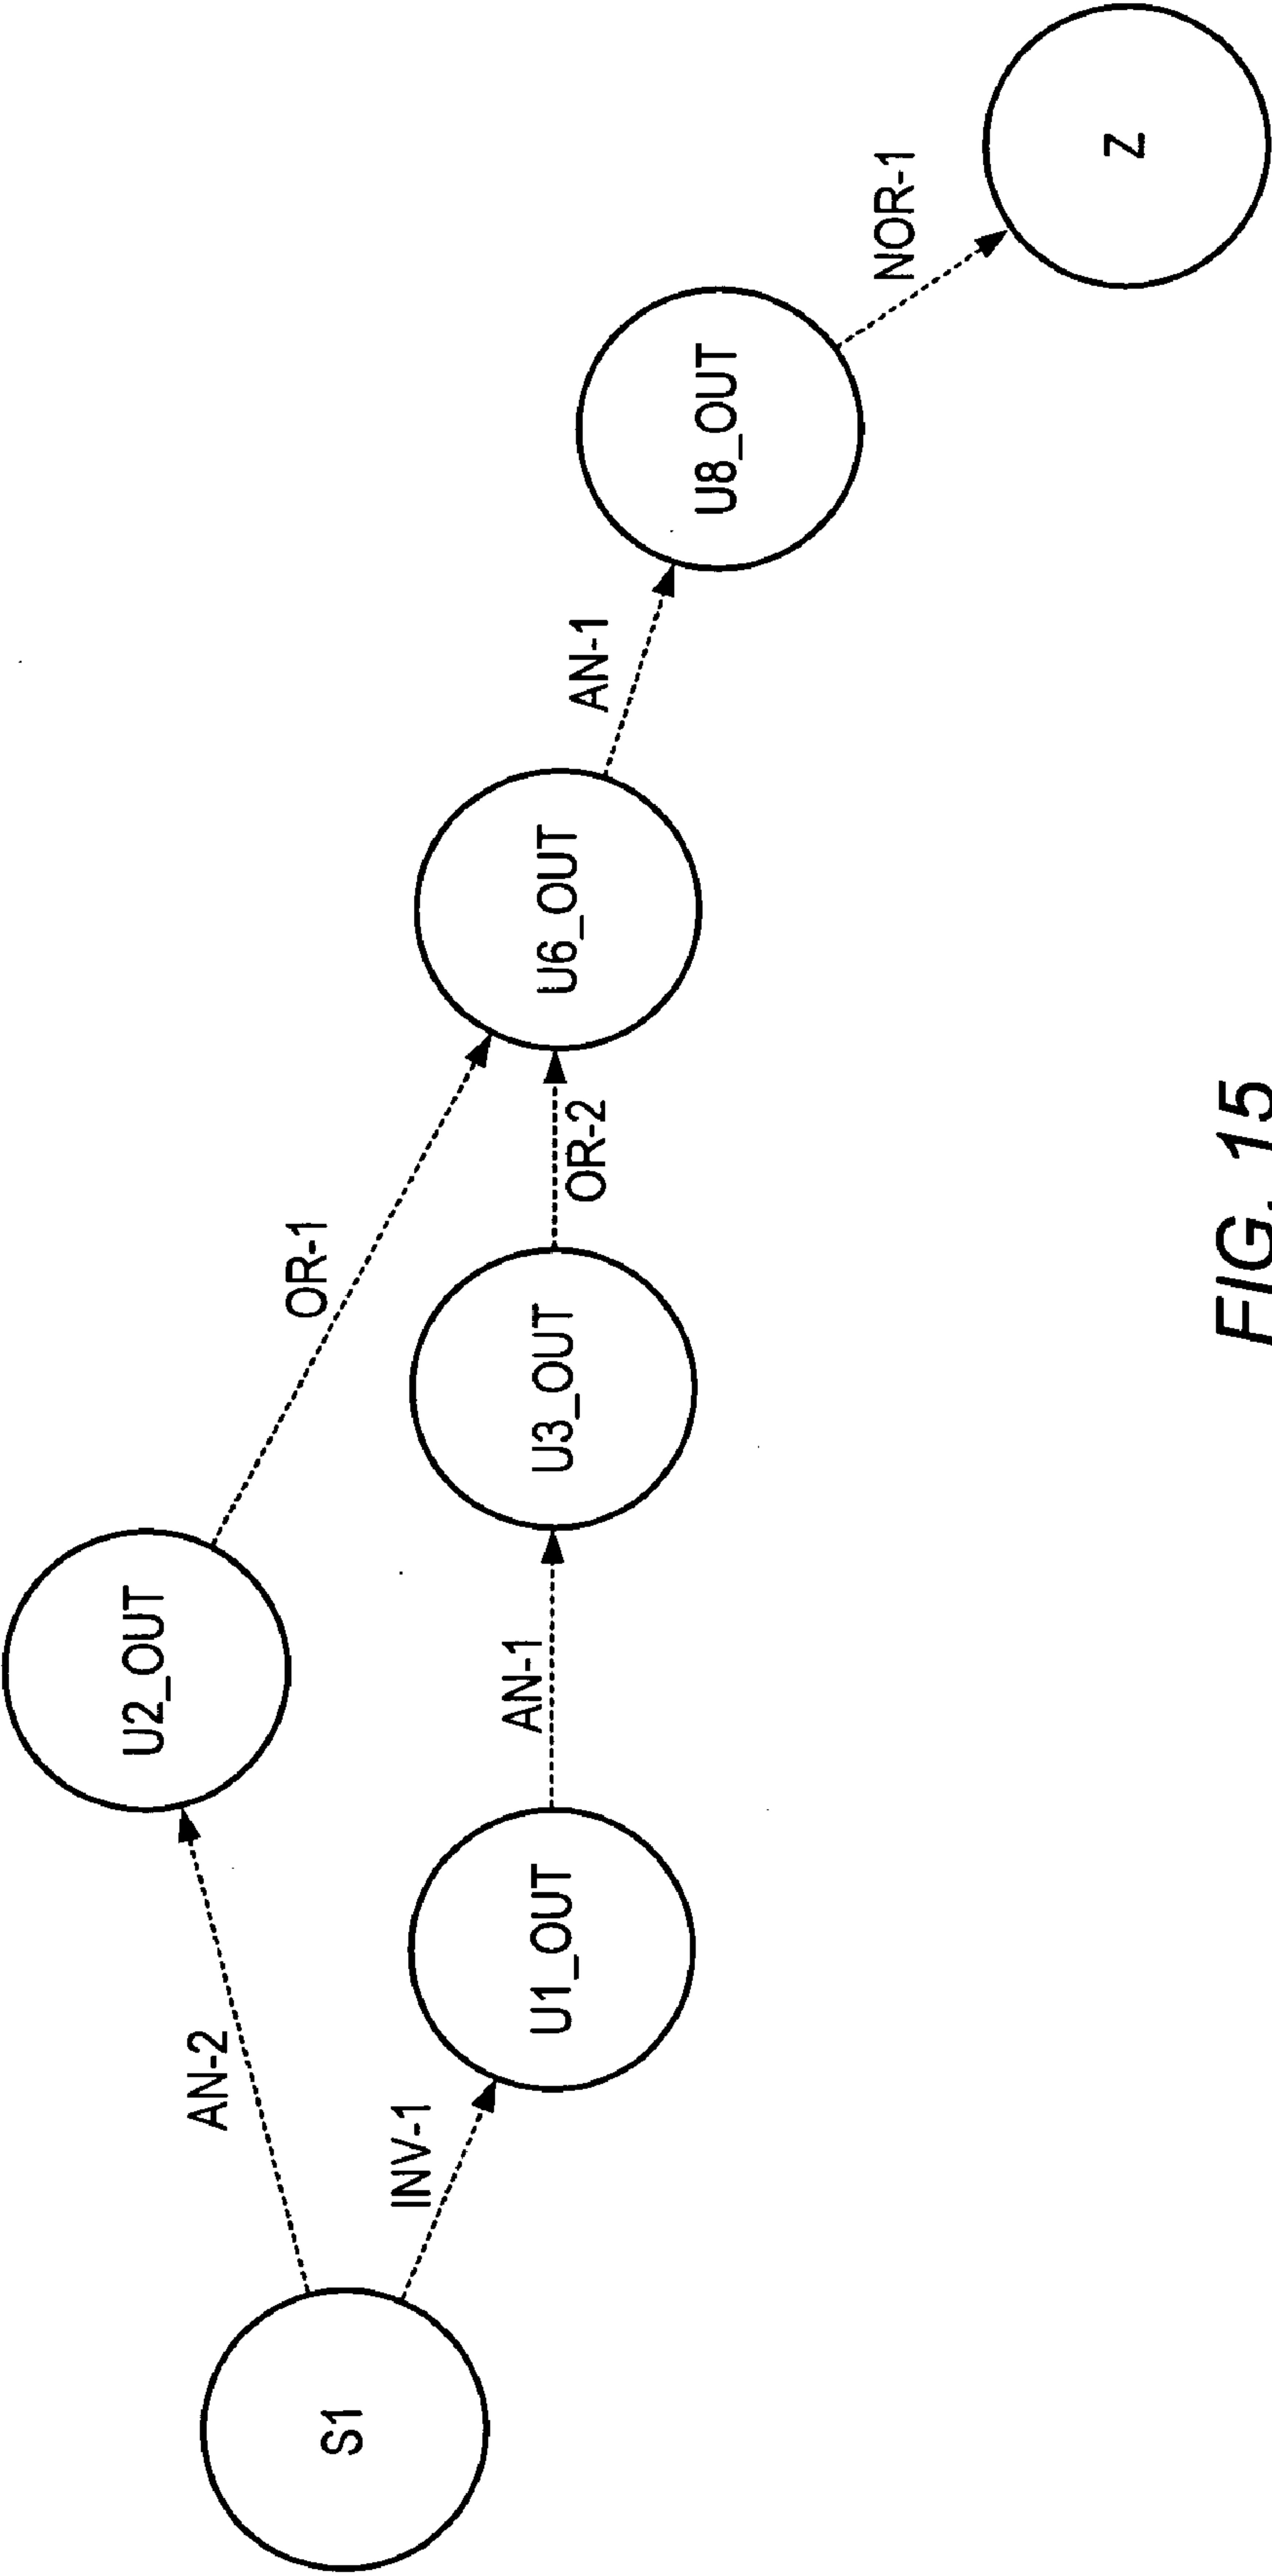 S1
AN-2
INV-1
U2_OUT
U1_OUT
AN-1
OR-1
U3_OUT
OR-2
U6_OUT
AN-1
U8_OUT
NOR-1
Z
FIG. 15